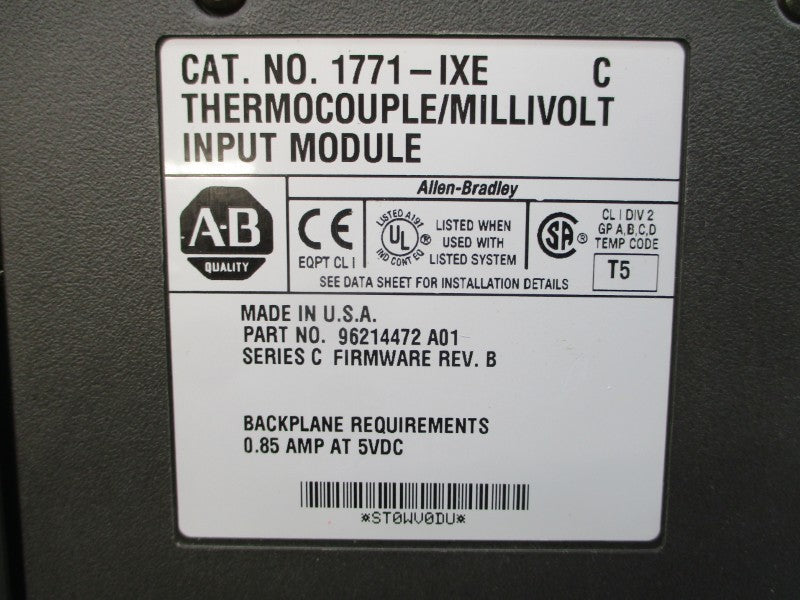 CAT. NO. 1771-IXE C
THERMOCOUPLE/MILLIVOLT
INPUT MODULE
Allen-Bradley
A-B
QUALITY
CE
EQPT CL I
LISTED A197
UL
IND CONT EQ
®
LISTED WHEN
USED WITH
LISTED SYSTEM
SA
®
CL I DIV 2
GP A,B,C,D
TEMP CODE
T5
SEE DATA SHEET FOR INSTALLATION DETAILS
MADE IN U.S.A.
PART NO. 96214472 A01
SERIES C FIRMWARE REV. B
BACKPLANE REQUIREMENTS
0.85 AMP AT 5VDC
*ST0WV0DU*